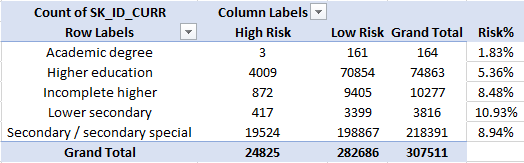 Count of SK_ID_CURR Column Labels
Row Labels High Risk Low Risk Grand Total Risk%
Academic degree 3 161 164 1.83%
Higher education 4009 70854 74863 5.36%
Incomplete higher 872 9405 10277 8.48%
Lower secondary 417 3399 3816 10.93%
Secondary / secondary special 19524 198867 218391 8.94%
Grand Total 24825 282686 307511